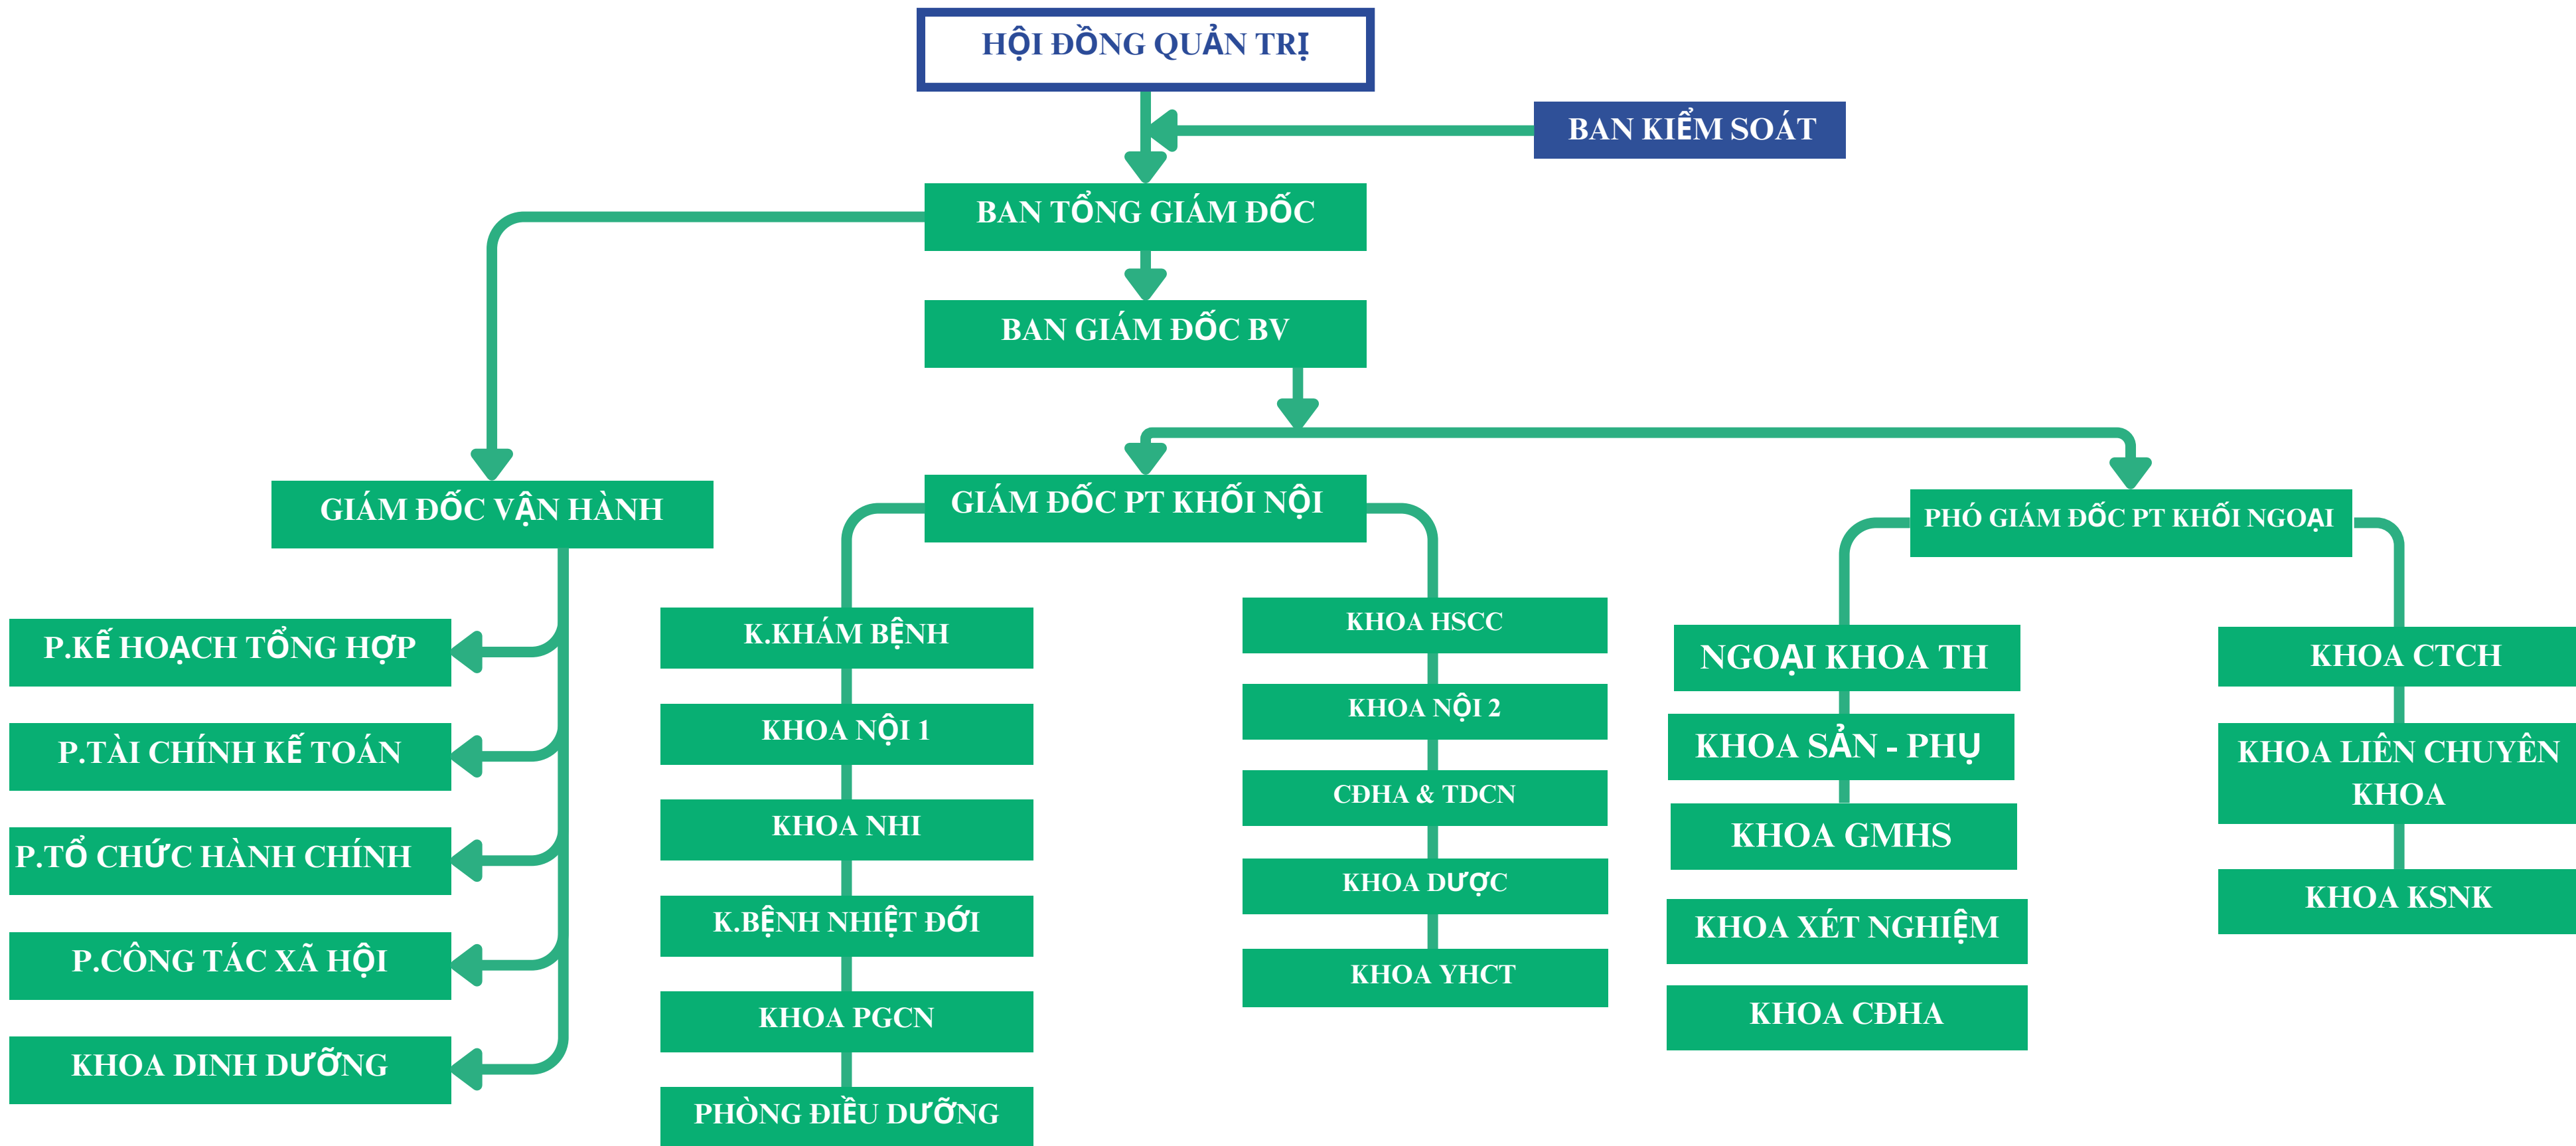 HỘI ĐỒNG QUẢN TRỊ
BAN KIỂM SOÁT
BAN TỔNG GIÁM ĐỐC
BAN GIÁM ĐỐC BV
GIÁM ĐỐC VẬN HÀNH
GIÁM ĐỐC PT KHỐI NỘI
PHÓ GIÁM ĐỐC PT KHỐI NGOẠI
P.KẾ HOẠCH TỔNG HỢP
P.TÀI CHÍNH KẾ TOÁN
P.TỔ CHỨC HÀNH CHÍNH
P.CÔNG TÁC XÃ HỘI
KHOA DINH DƯỠNG
K.KHÁM BỆNH
KHOA NỘI 1
KHOA NHI
K.BỆNH NHIỆT ĐỚI
KHOA PGCN
PHÒNG ĐIỀU DƯỠNG
KHOA HSCC
KHOA NỘI 2
CĐHA & TDCN
KHOA DƯỢC
KHOA YHCT
NGOẠI KHOA TH
KHOA SẢN - PHỤ
KHOA GMHS
KHOA XÉT NGHIỆM
KHOA CĐHA
KHOA CTCH
KHOA LIÊN CHUYÊN
KHOA
KHOA KSNK